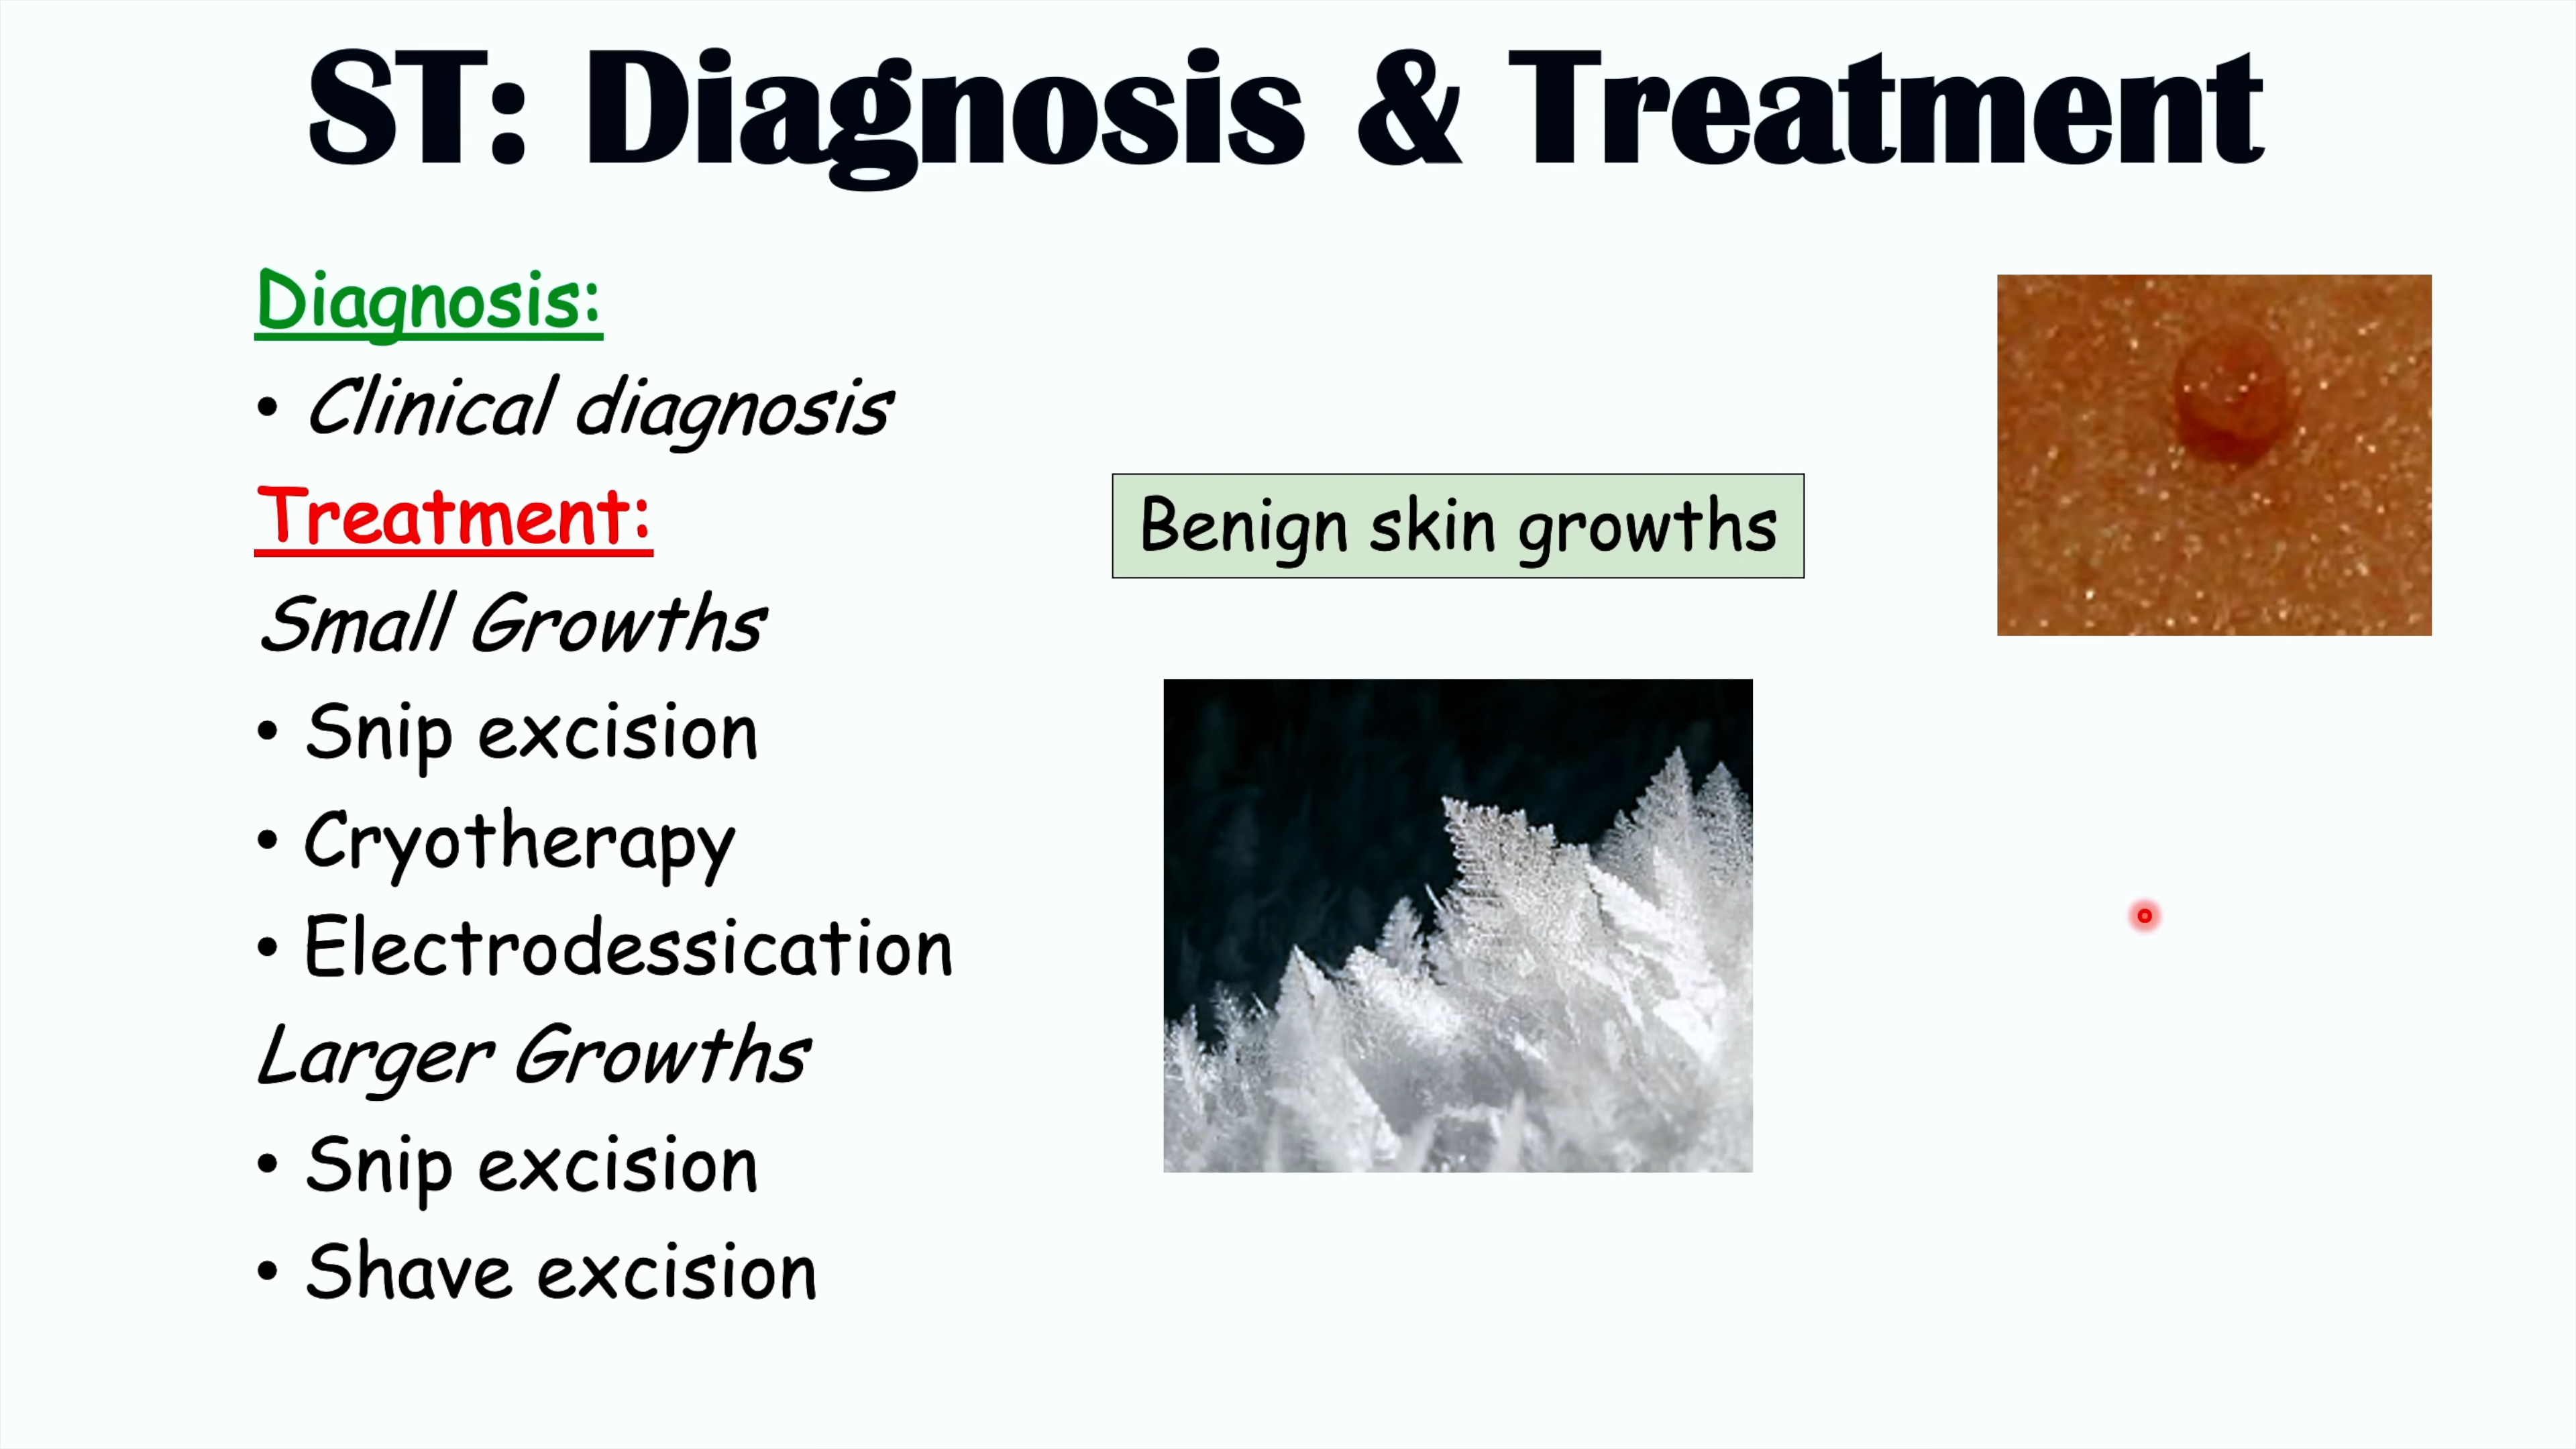 ST: Diagnosis & Treatment
Diagnosis:
• Clinical diagnosis
Treatment:
Small Growths
• Snip excision
• Cryotherapy
• Electrodessication
Larger Growths
• Snip excision
• Shave excision
Benign skin growths